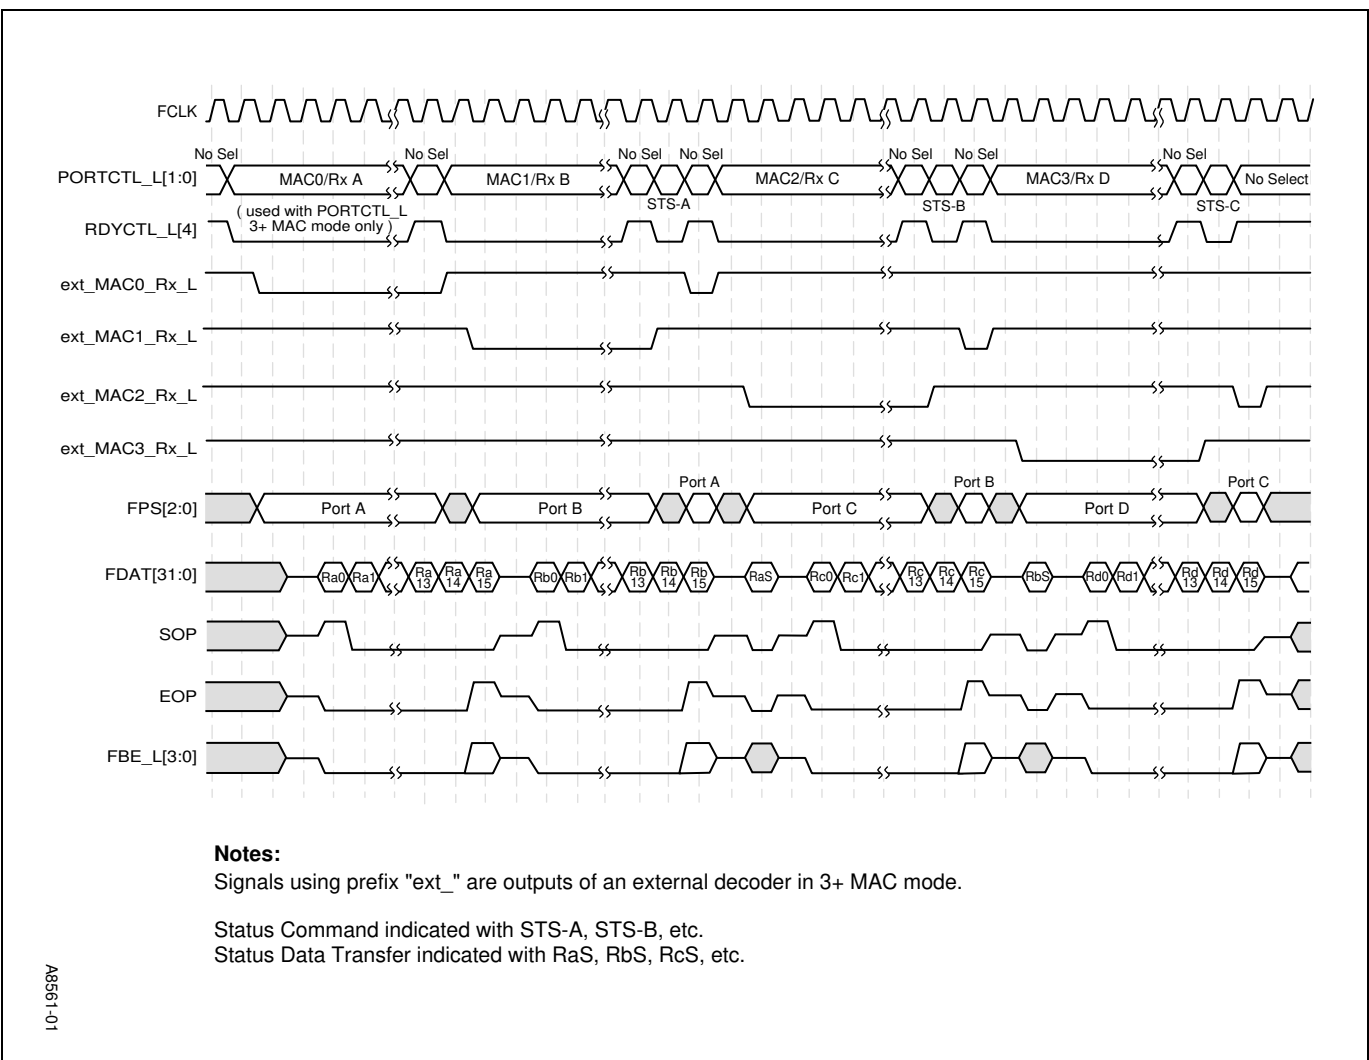 FCLK
No Sel No Sel No Sel No Sel No Sel No Sel No Sel
PORTCTL_L[1:0] MAC0/Rx A MAC1/Rx B MAC2/Rx C MAC3/Rx D No Select
STS-A STS-B STS-C
( used with PORTCTL_L
3+ MAC mode only )
RDYCTL_L[4]
ext_MAC0_Rx_L
ext_MAC1_Rx_L
ext_MAC2_Rx_L
ext_MAC3_Rx_L
Port A Port B Port C
FPS[2:0] Port A Port B Port C Port D
FDAT[31:0] Ra0 Ra1 Ra 13 Ra 14 Ra 15 Rb0 Rb1 Rb 13 Rb 14 Rb 15 RaS Rc0 Rc1 Rc 13 Rc 14 Rc 15 RbS Rd0 Rd1 Rd 13 Rd 14 Rd 15
SOP
EOP
FBE_L[3:0]
Notes:
Signals using prefix "ext_" are outputs of an external decoder in 3+ MAC mode.
Status Command indicated with STS-A, STS-B, etc.
Status Data Transfer indicated with RaS, RbS, RcS, etc.
A8561-01